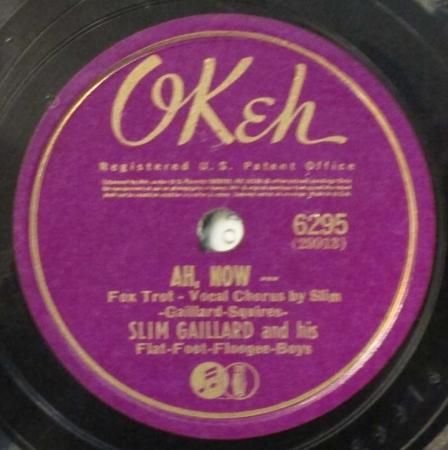 OKeh
Registered U.S. Patent Office
6295
(25013)
AH, NOW --
Fox Trot - Vocal Chorus by Slim
-Gaillard-Squires-
SLIM GAILLARD and his
Flat-Foot-Floogee-Boys